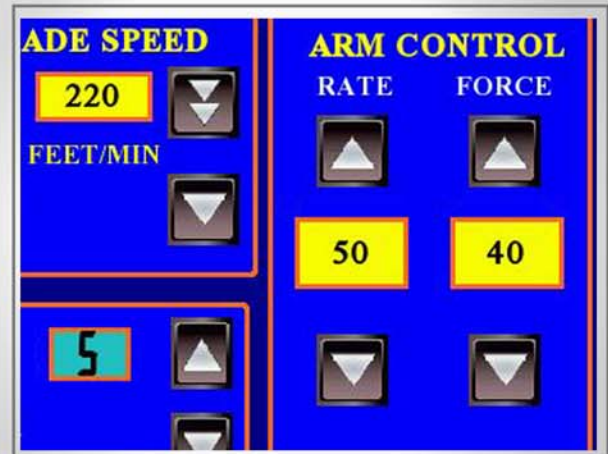 ADE SPEED
220
FEET/MIN
5
ARM CONTROL
RATE FORCE
50 40